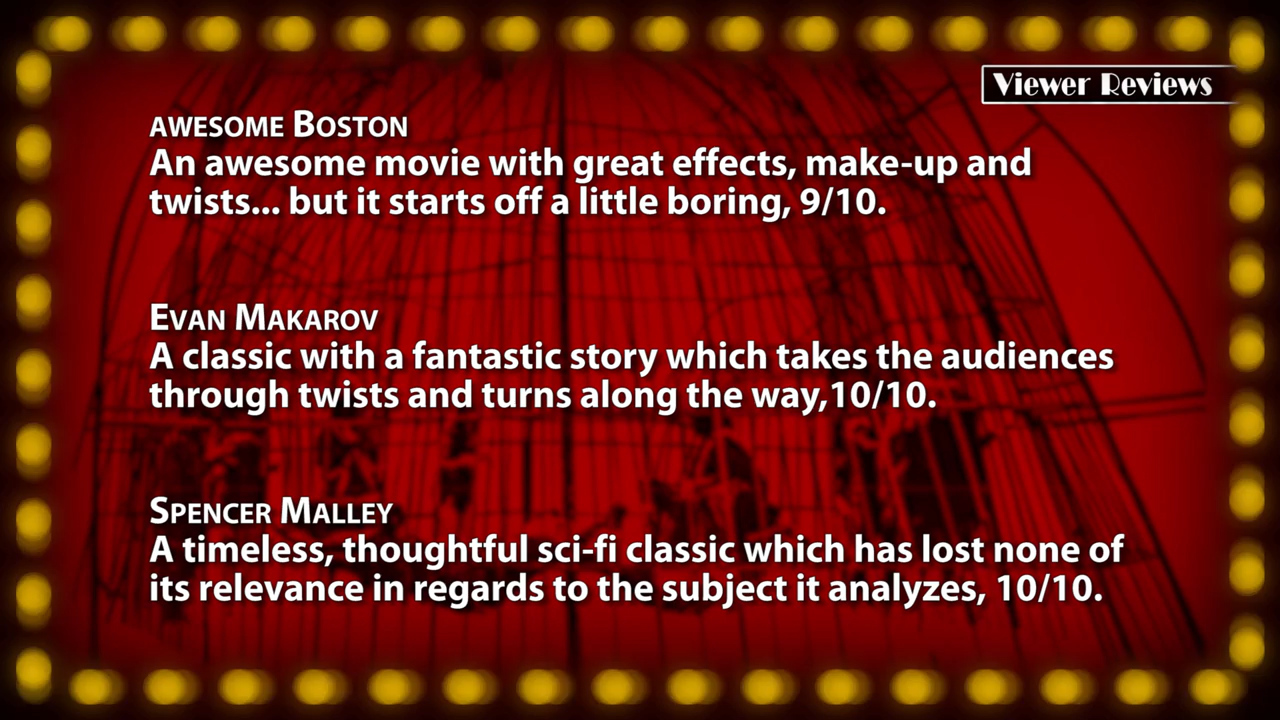 Viewer Reviews
AWESOME BOSTON
An awesome movie with great effects, make-up and
twists... but it starts off a little boring, 9/10.
EVAN MAKAROV
A classic with a fantastic story which takes the audiences
through twists and turns along the way,10/10.
SPENCER MALLEY
A timeless, thoughtful sci-fi classic which has lost none of
its relevance in regards to the subject it analyzes, 10/10.